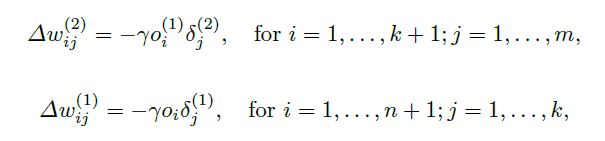 Δw_{ij}^{(2)} = −γo_i^{(1)}δ_j^{(2)}, for i = 1, . . . , k + 1; j = 1, . . . , m,
Δw_{ij}^{(1)} = −γo_iδ_j^{(1)}, for i = 1, . . . , n + 1; j = 1, . . . , k,